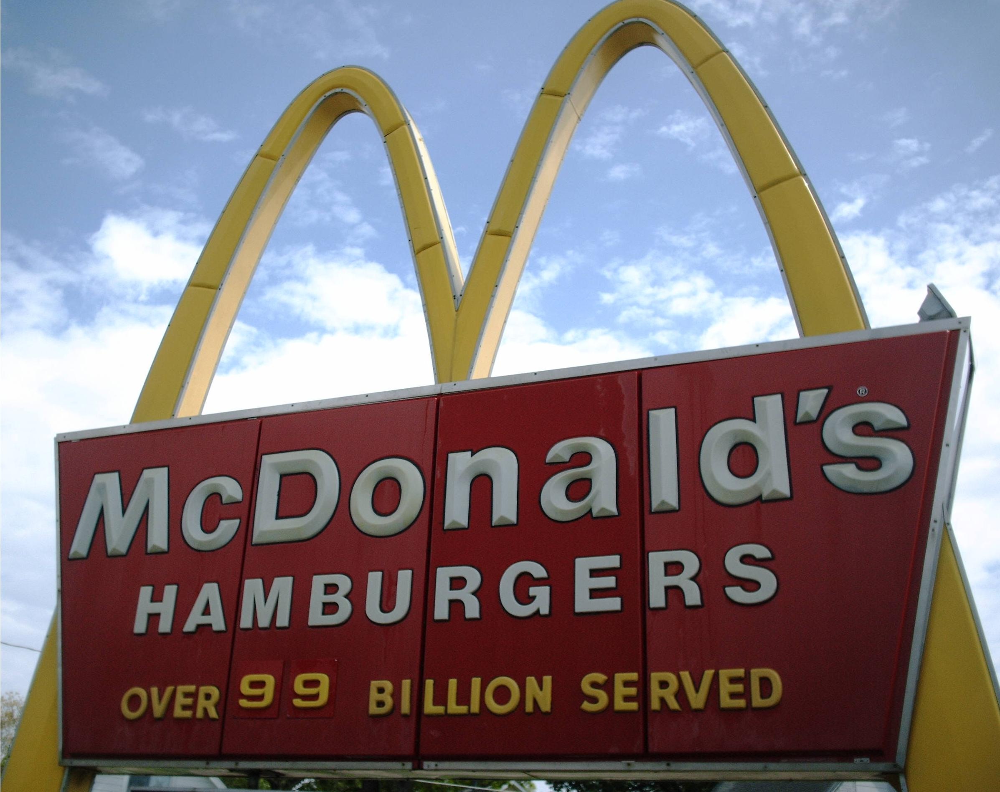 McDonald's®
HAMBURGERS
OVER 99 BILLION SERVED